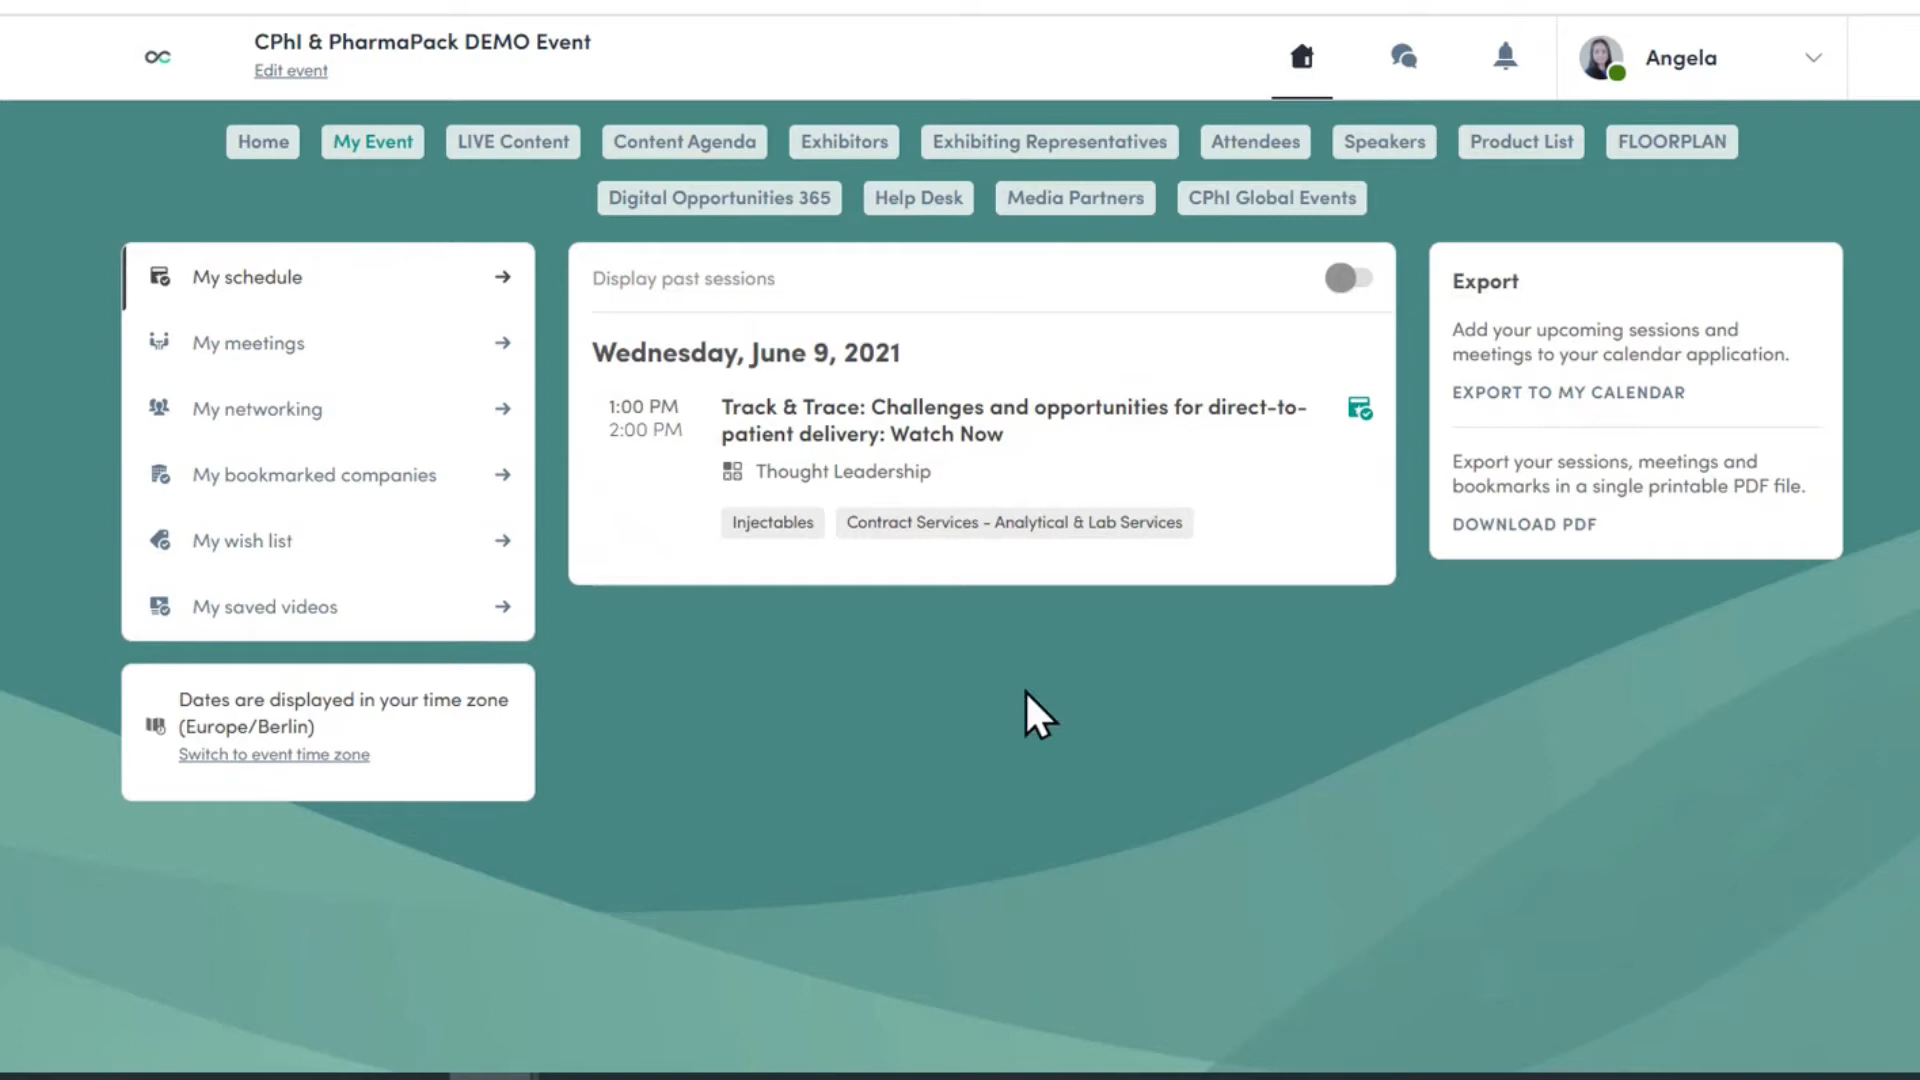 CPhI & PharmaPack DEMO Event
Edit event
Angela
Home
My Event
LIVE Content
Content Agenda
Exhibitors
Exhibiting Representatives
Attendees
Speakers
Product List
FLOORPLAN
Digital Opportunities 365
Help Desk
Media Partners
CPhI Global Events
My schedule
My meetings
My networking
My bookmarked companies
My wish list
My saved videos
Dates are displayed in your time zone
(Europe/Berlin)
Switch to event time zone
Display past sessions
Wednesday, June 9, 2021
1:00 PM
2:00 PM
Track & Trace: Challenges and opportunities for direct-to-
patient delivery: Watch Now
Thought Leadership
Injectables
Contract Services - Analytical & Lab Services
Export
Add your upcoming sessions and
meetings to your calendar application.
EXPORT TO MY CALENDAR
Export your sessions, meetings and
bookmarks in a single printable PDF file.
DOWNLOAD PDF